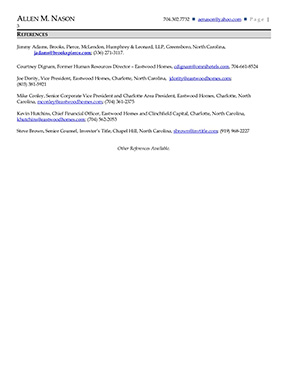 ALLEN M. NASON 704.302.7732 ■ amason@yahoo.com ■ Page |
3
REFERENCES
Jimmy Adams, Brooks, Pierce, McLendon, Humphrey & Leonard, LLP, Greensboro, North Carolina,
jadams@brookspierce.com; (336) 271-3117.
Courtney Dignam, Former Human Resources Director – Eastwood Homes, cdignam@omnihotels.com, 704-661-8524
Joe Dority, Vice President, Eastwood Homes, Charlotte, North Carolina, jdority@eastwoodhomes.com;
(803) 381-5921
Mike Conley, Senior Corporate Vice President and Charlotte Area President, Eastwood Homes, Charlotte, North
Carolina, mconley@eastwoodhomes.com; (704) 361-2375
Kevin Hutchins, Chief Financial Officer, Eastwood Homes and Clinchfield Capital, Charlotte, North Carolina,
khutchins@eastwoodhomes.com; (704) 562-2053
Steve Brown, Senior Counsel, Investor's Title, Chapel Hill, North Carolina, sbrown@invtitle.com; (919) 968-2227
Other References Available